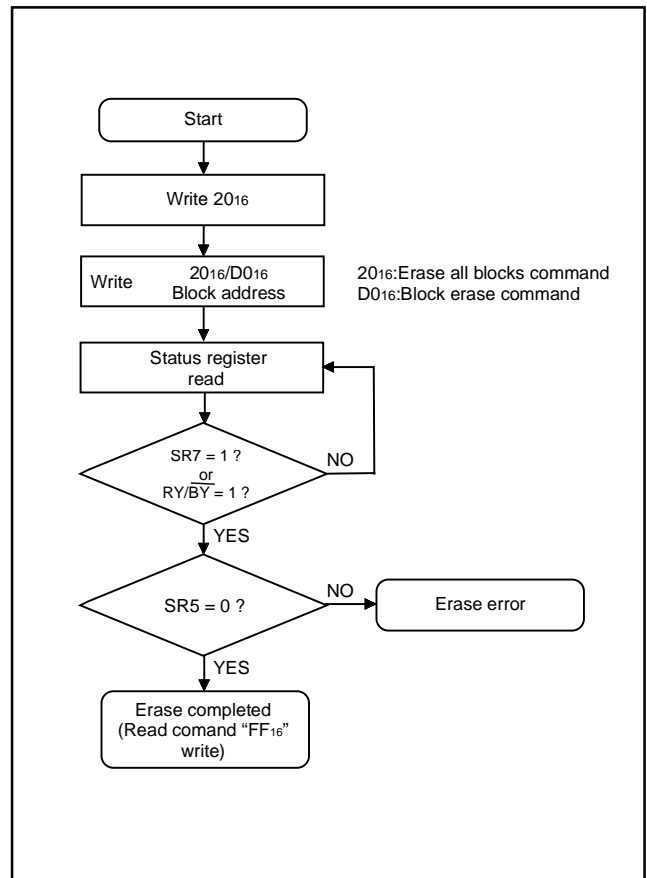 Start
Write 20₁₆
Write
20₁₆/D0₁₆
Block address
20₁₆:Erase all blocks command
D0₁₆:Block erase command
Status register
read
SR7 = 1 ?
or
RY/B̅Y̅ = 1 ?
NO
YES
SR5 = 0 ?
NO
Erase error
YES
Erase completed
(Read comand “FF₁₆”
write)